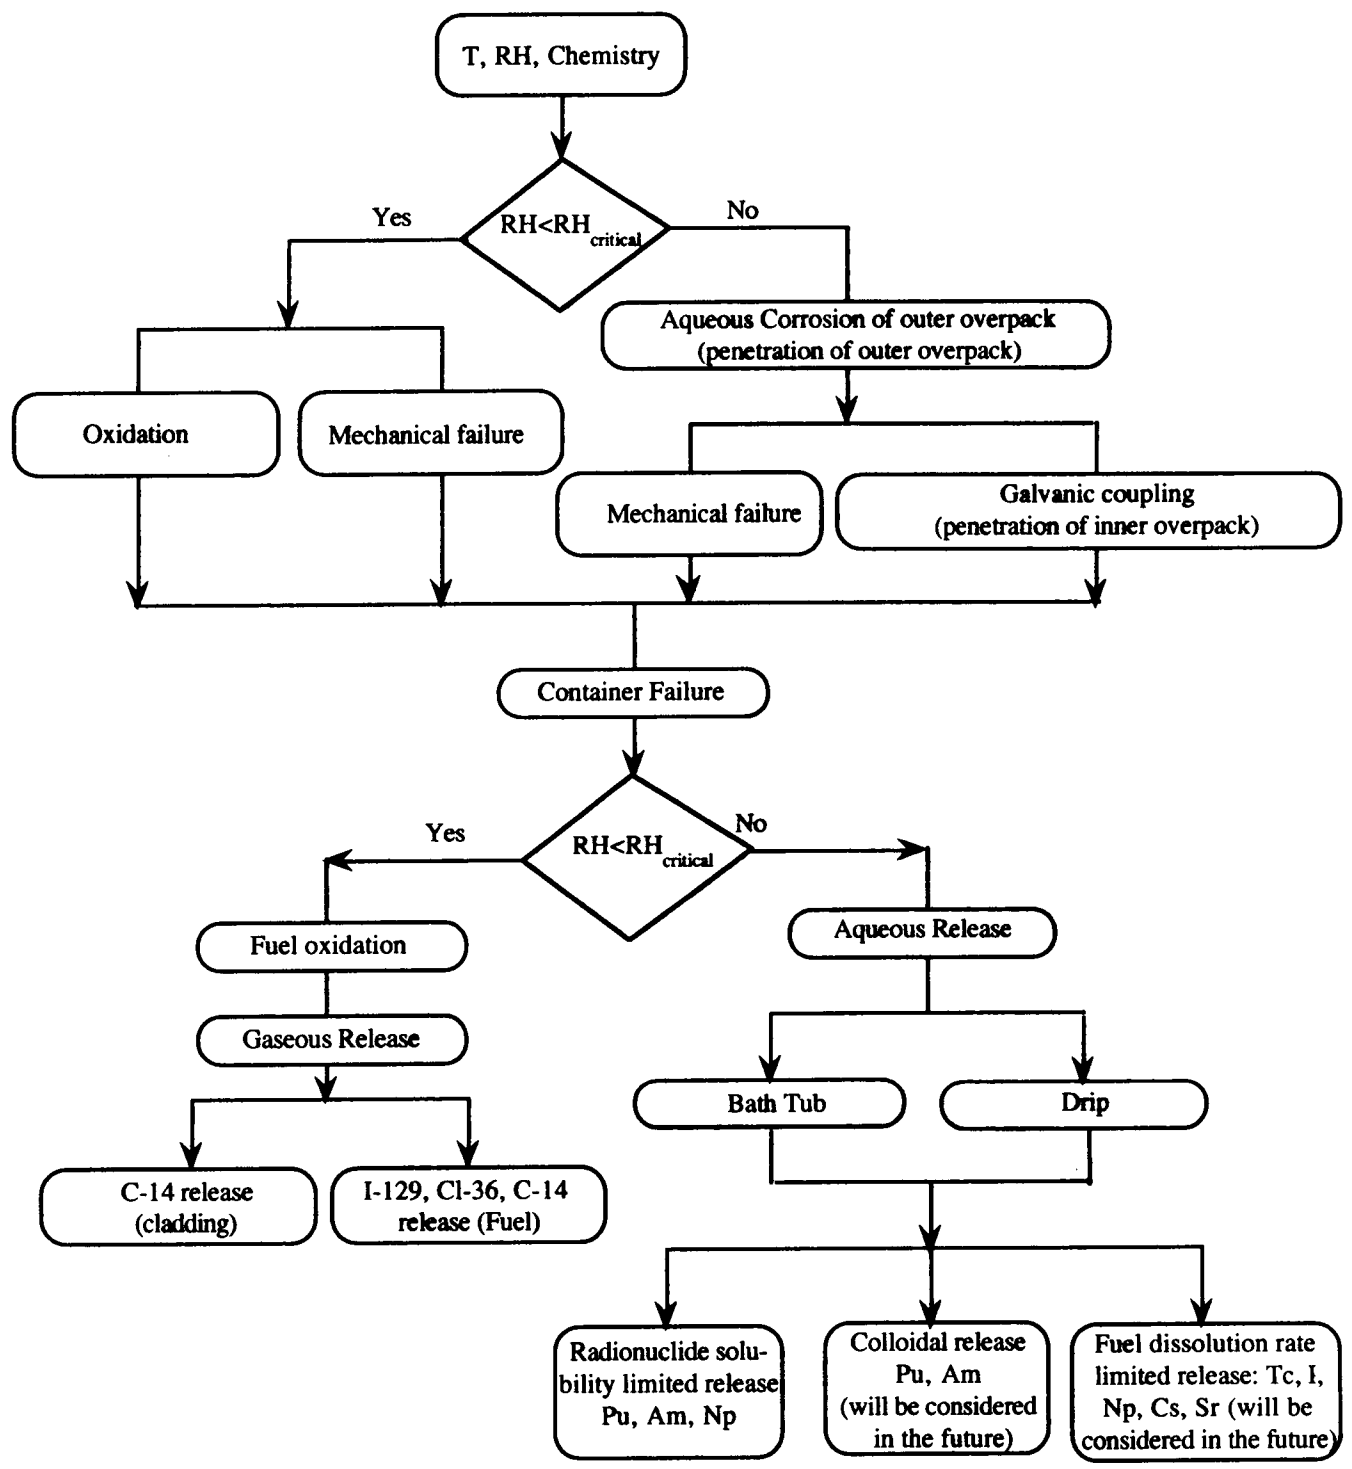 T, RH, Chemistry
Yes
No
RH<RH critical
Aqueous Corrosion of outer overpack
(penetration of outer overpack)
Oxidation
Mechanical failure
Mechanical failure
Galvanic coupling
(penetration of inner overpack)
Container Failure
Yes
No
RH<RH critical
Fuel oxidation
Aqueous Release
Gaseous Release
Bath Tub
Drip
C-14 release
(cladding)
I-129, Cl-36, C-14
release (Fuel)
Radionuclide solu-
bility limited release
Pu, Am, Np
Colloidal release
Pu, Am
(will be considered
in the future)
Fuel dissolution rate
limited release: Tc, I,
Np, Cs, Sr (will be
considered in the future)